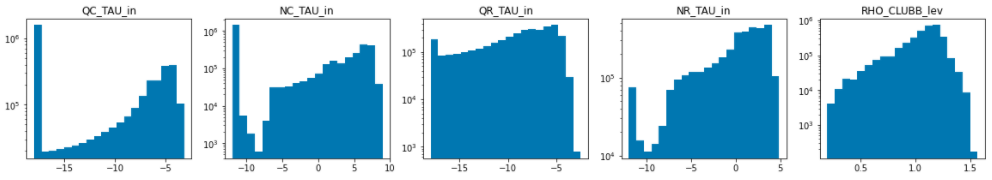 QC_TAU_in NC_TAU_in QR_TAU_in NR_TAU_in RHO_CLUBB_lev
10⁶ 10⁵ −15 −10 −5
10⁶ 10⁵ 10⁴ 10³ −10 −5 0 5 10
10⁵ 10⁴ 10³ −15 −10 −5
10⁵ 10⁴ −10 −5 0 5
10⁶ 10⁵ 10⁴ 10³ 0.5 1.0 1.5